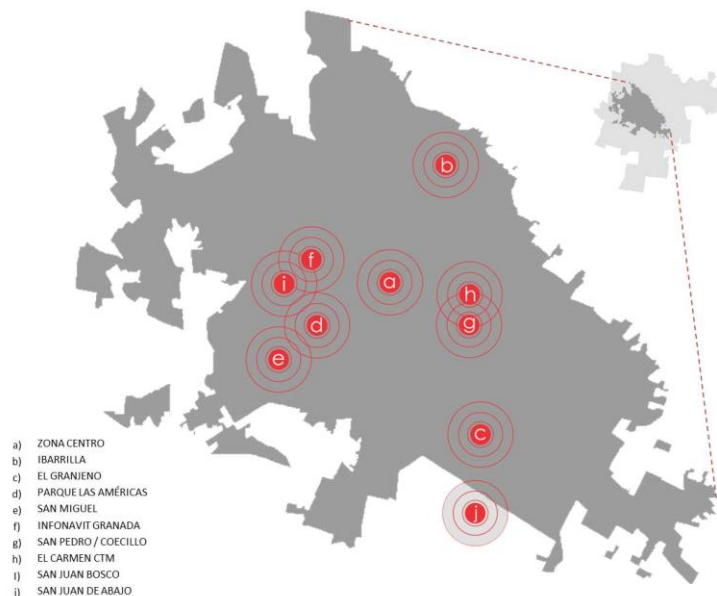 b
f
i
a
h
d
g
e
c
j
a) ZONA CENTRO
b) IBARRILLA
c) EL GRANJENO
d) PARQUE LAS AMÉRICAS
e) SAN MIGUEL
f) INFONAVIT GRANADA
g) SAN PEDRO / COECILLO
h) EL CARMEN CTM
I) SAN JUAN BOSCO
j) SAN JUAN DE ABAJO